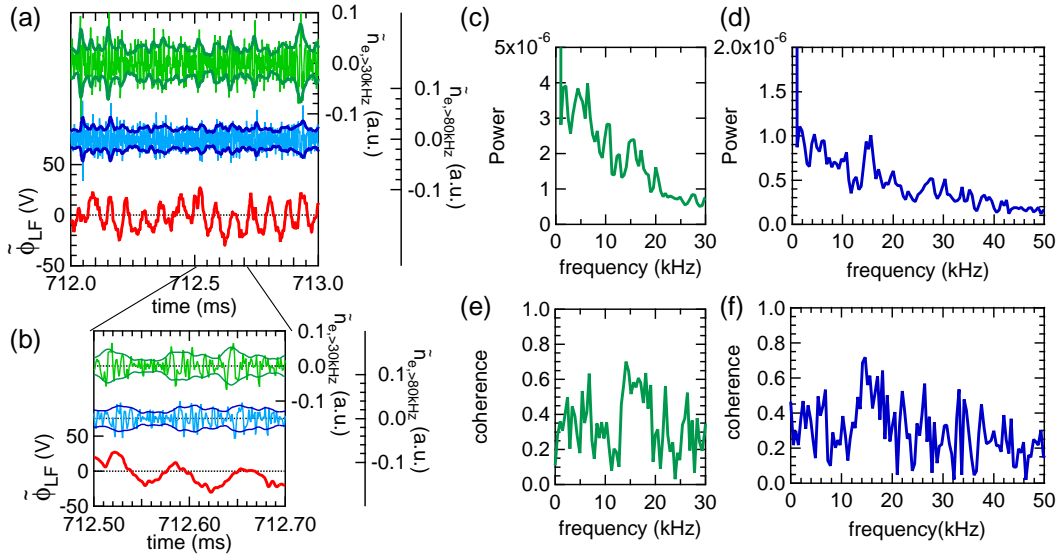 (a)
0.1
0.0
-0.1
ñe,>30kHz (a.u.)
0.1
0.0
-0.1
ñe,>80kHz (a.u.)
50
0
-50
ϕ̃LF (V)
712.0
712.5
713.0
time (ms)
(b)
0.1
0.0
-0.1
ñe,>30kHz (a.u.)
0.1
0.0
-0.1
ñe,>80kHz (a.u.)
50
0
-50
ϕ̃LF (V)
712.50
712.60
712.70
time (ms)
(c)
5x10-6
4
3
2
1
0
Power
0
10
20
30
frequency (kHz)
(d)
2.0x10-6
1.5
1.0
0.5
0.0
Power
0
10
20
30
40
50
frequency (kHz)
(e)
1.0
0.8
0.6
0.4
0.2
0.0
coherence
0
10
20
30
frequency (kHz)
(f)
1.0
0.8
0.6
0.4
0.2
0.0
coherence
0
10
20
30
40
50
frequency(kHz)